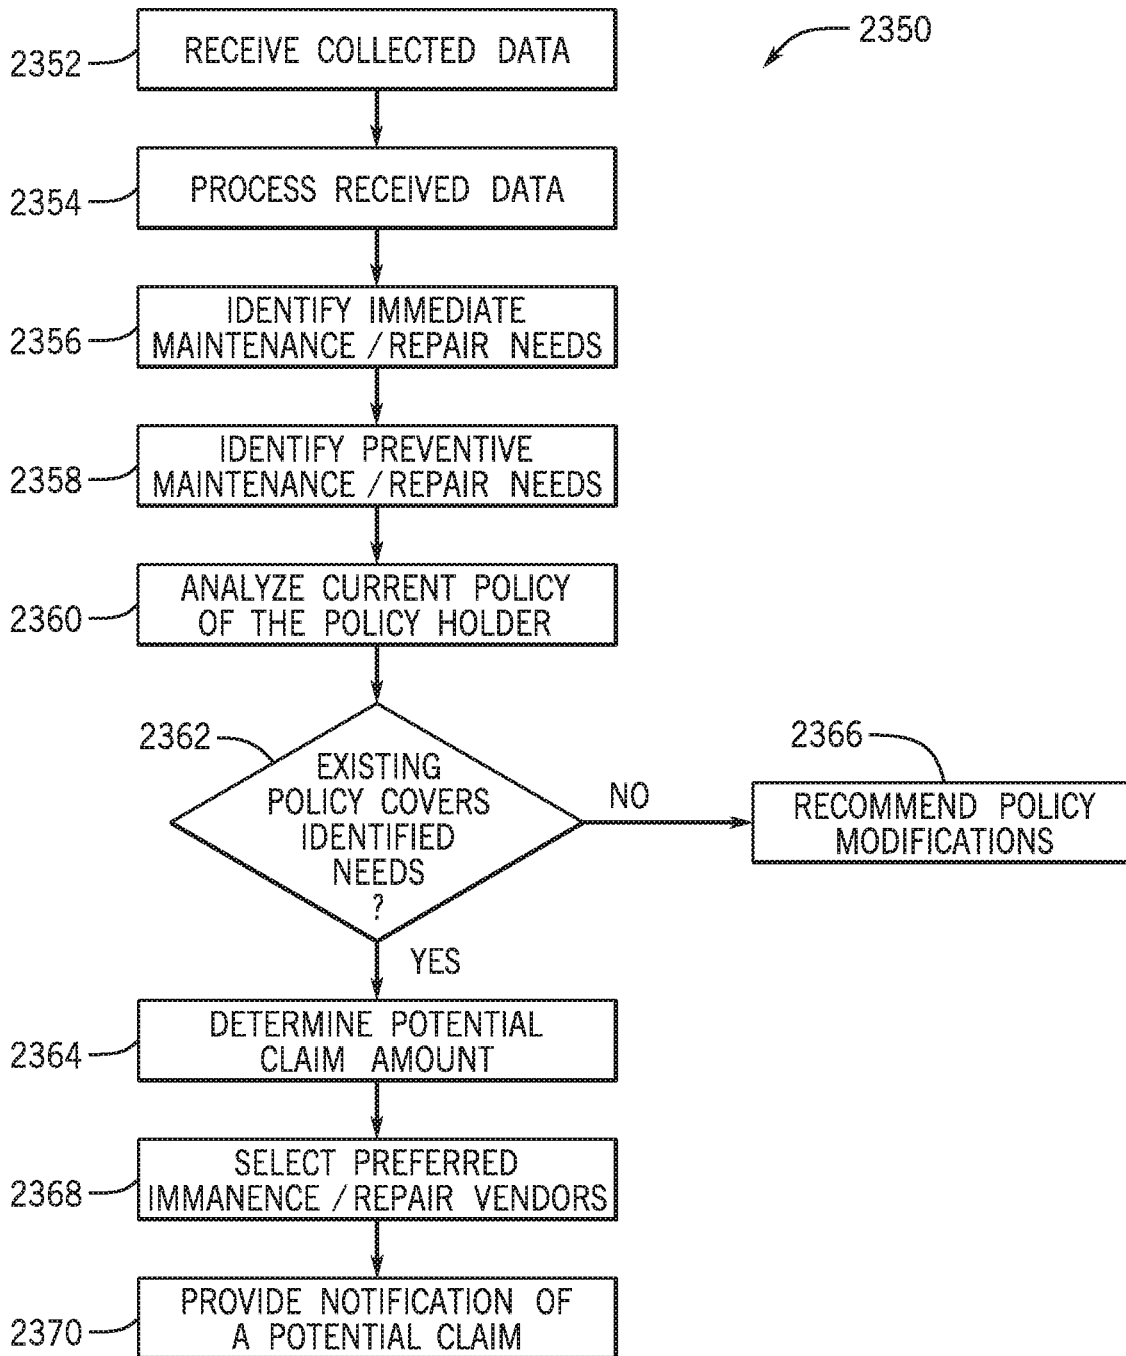 2350
2352
RECEIVE COLLECTED DATA
2354
PROCESS RECEIVED DATA
2356
IDENTIFY IMMEDIATE
MAINTENANCE / REPAIR NEEDS
2358
IDENTIFY PREVENTIVE
MAINTENANCE / REPAIR NEEDS
2360
ANALYZE CURRENT POLICY
OF THE POLICY HOLDER
2362
EXISTING
POLICY COVERS
IDENTIFIED
NEEDS
?
NO
2366
RECOMMEND POLICY
MODIFICATIONS
YES
2364
DETERMINE POTENTIAL
CLAIM AMOUNT
2368
SELECT PREFERRED
IMMANENCE / REPAIR VENDORS
2370
PROVIDE NOTIFICATION OF
A POTENTIAL CLAIM